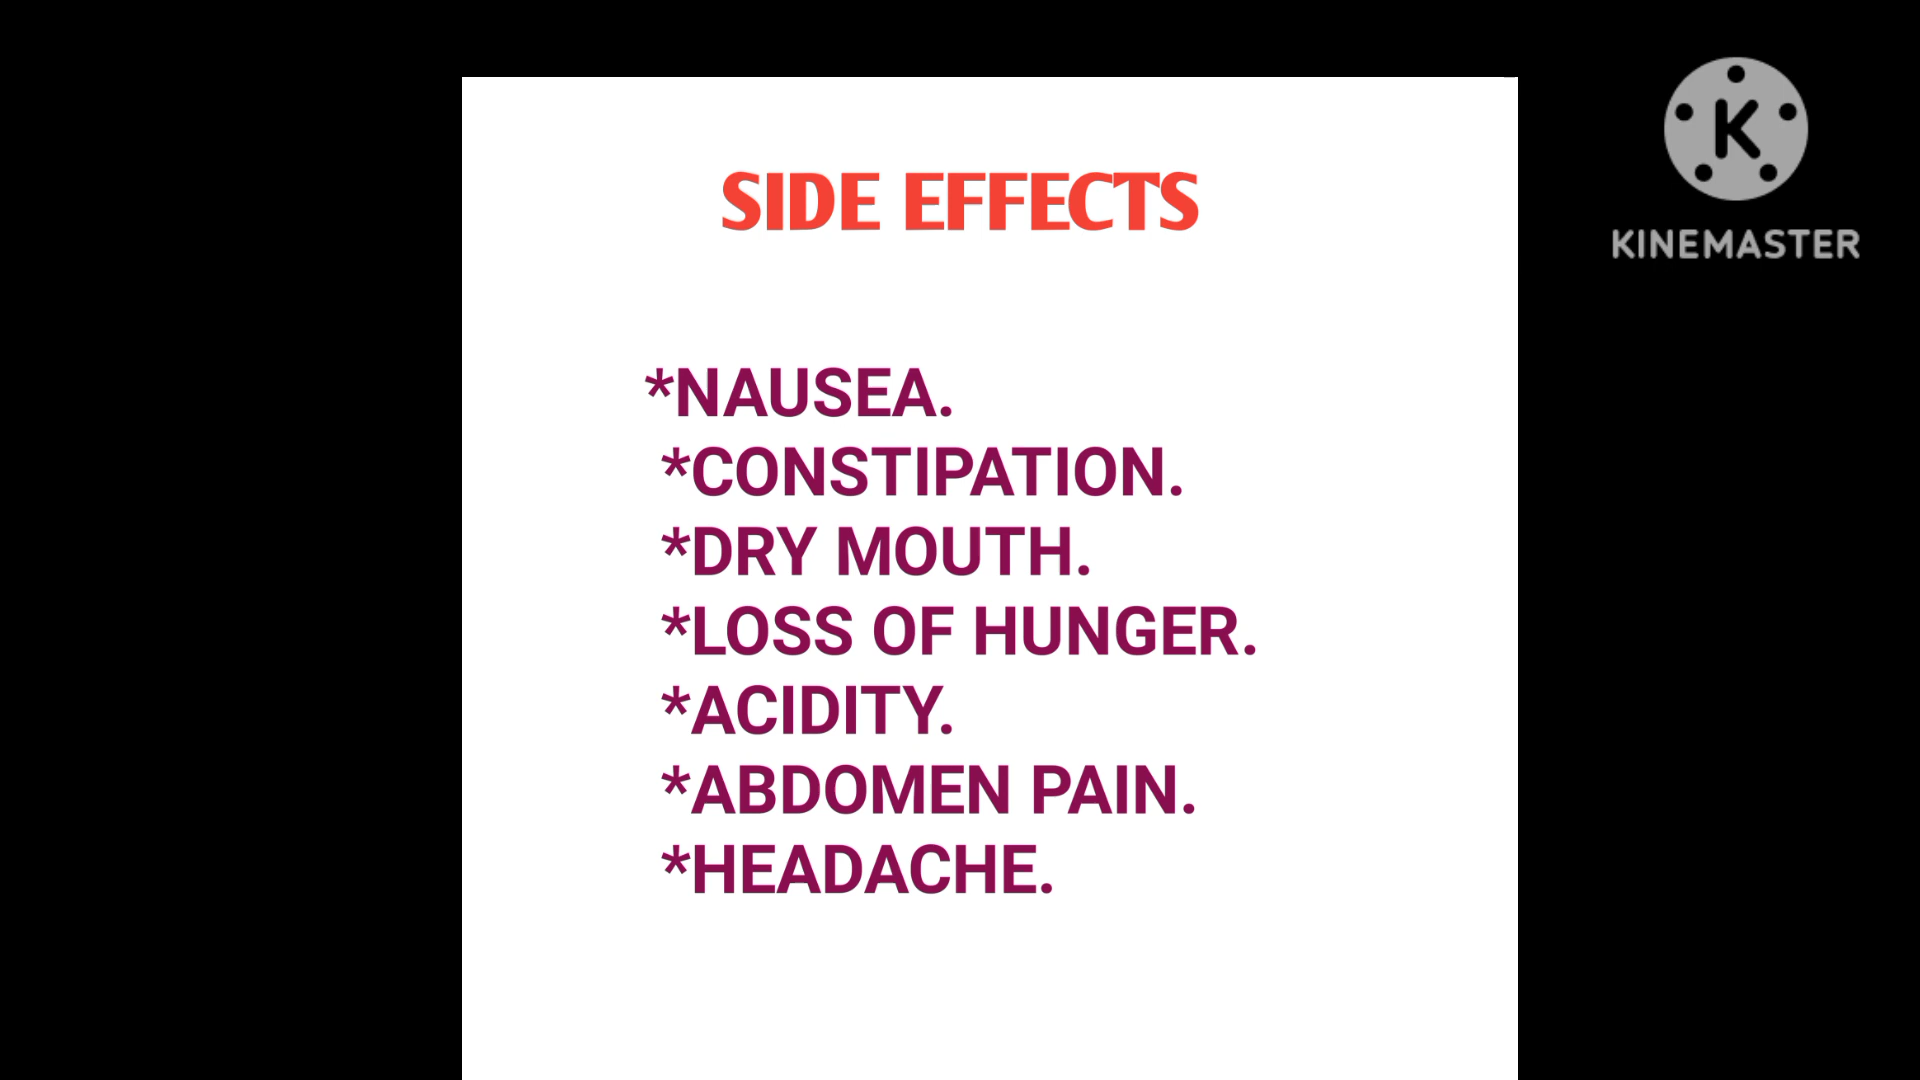 SIDE EFFECTS
*NAUSEA.
*CONSTIPATION.
*DRY MOUTH.
*LOSS OF HUNGER.
*ACIDITY.
*ABDOMEN PAIN.
*HEADACHE.
K
KINEMASTER